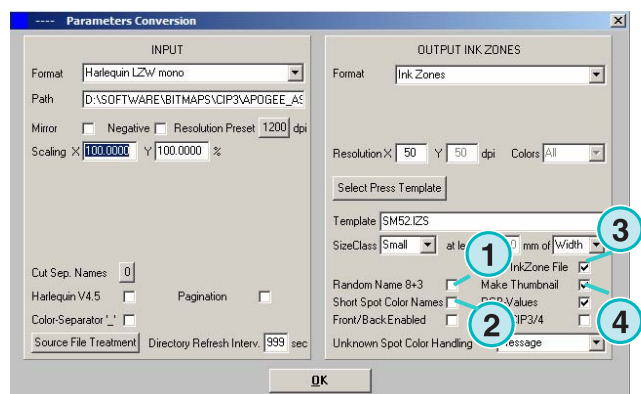 ---- Parameters Conversion
INPUT
Format Harlequin LZW mono
Path D:\SOFTWARE\BITMAPS\CIP3\APOGEE_AS
Mirror Negative Resolution Preset 1200 dpi
Scaling X 100.0000 Y 100.0000 %
Cut Sep. Names 0
Harlequin V4.5 Pagination
Color-Separator '_'
Source File Treatment Directory Refresh Interv. 999 sec
OUTPUT INK ZONES
Format Ink Zones
Resolution X 50 Y 50 dpi Colors All
Select Press Template
Template SM52.IZS
SizeClass Small at le 0 mm of Width
InkZone File
Random Name 8+3 Make Thumbnail
Short Spot Color Names Values
Front/Back Enabled CIP3/4
Unknown Spot Color Handling Message
OK
1
2
3
4